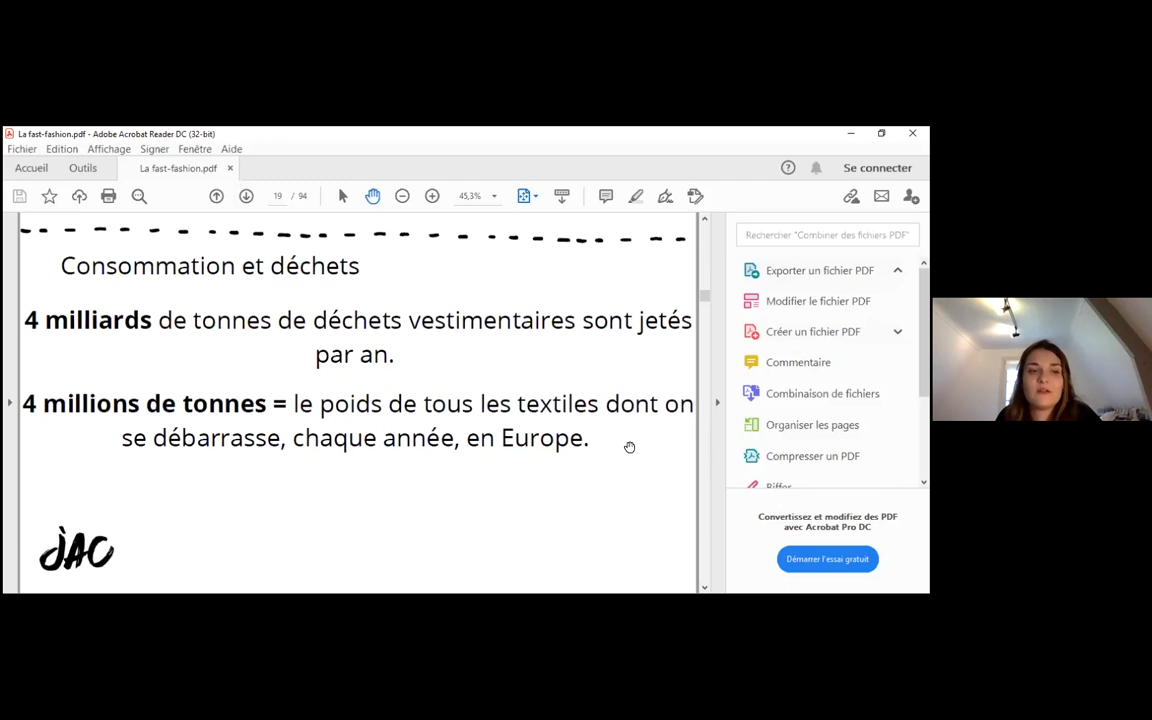 La fast-fashion.pdf - Adobe Acrobat Reader DC (32-bit)
Fichier Edition Affichage Signer Fenêtre Aide
Accueil Outils La fast-fashion.pdf × Se connecter
19 / 94 45,3%
Consommation et déchets
4 milliards de tonnes de déchets vestimentaires sont jetés
par an.
4 millions de tonnes = le poids de tous les textiles dont on
se débarrasse, chaque année, en Europe.
JAC
Rechercher "Combiner des fichiers PDF"
Exporter un fichier PDF
Modifier le fichier PDF
Créer un fichier PDF
Commentaire
Combinaison de fichiers
Organiser les pages
Compresser un PDF
Convertissez et modifiez des PDF
avec Acrobat Pro DC
Démarrer l'essai gratuit